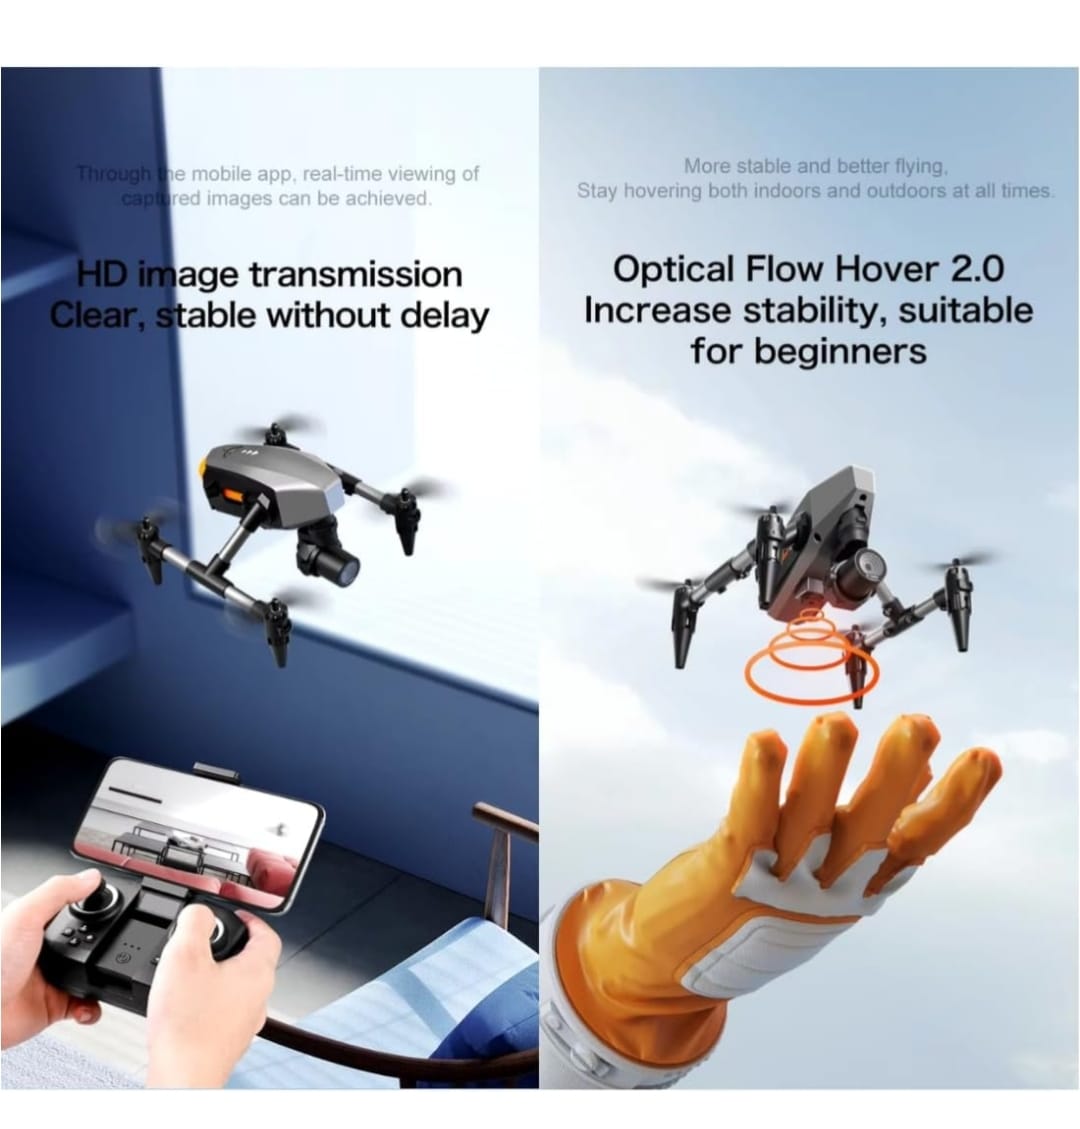 Through the mobile app, real-time viewing of
captured images can be achieved.
HD image transmission
Clear, stable without delay
More stable and better flying,
Stay hovering both indoors and outdoors at all times.
Optical Flow Hover 2.0
Increase stability, suitable
for beginners